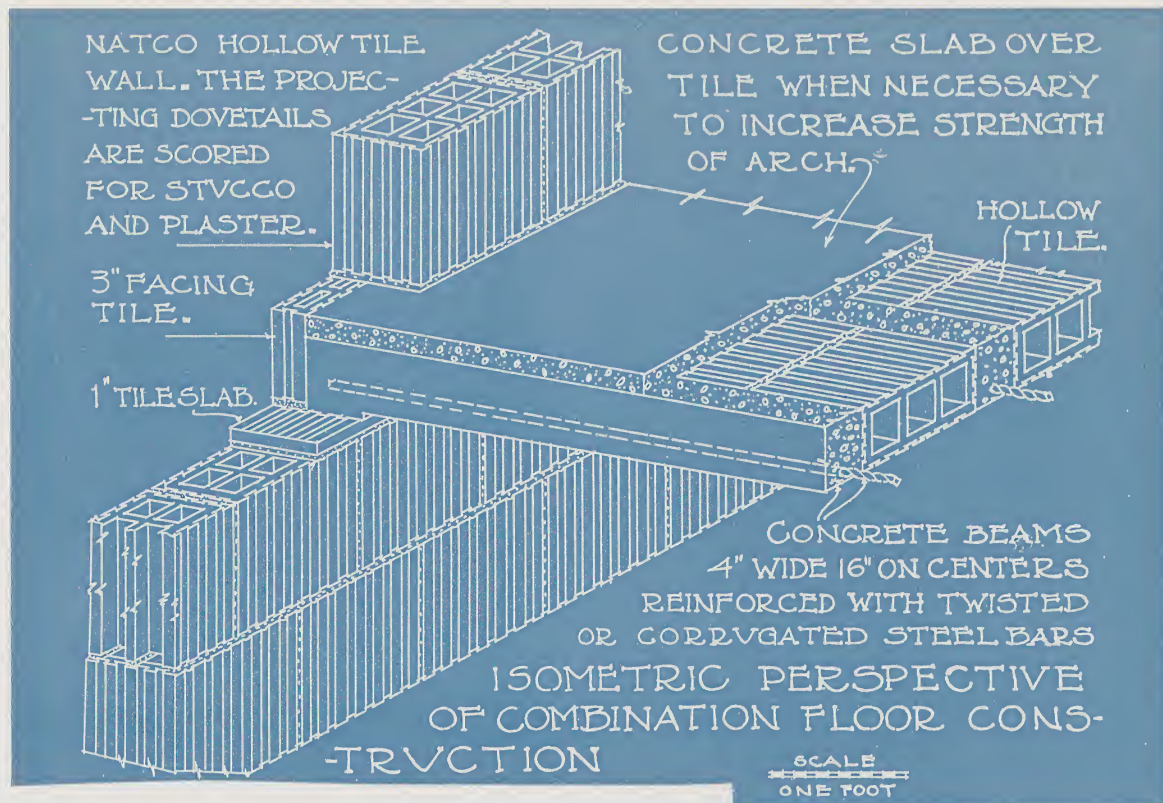 NATCO HOLLOW TILE
WALL. THE PROJEC-
-TING DOVETAILS
ARE SCORED
FOR STVCCO
AND PLASTER.
CONCRETE SLAB OVER
TILE WHEN NECESSARY
TO INCREASE STRENGTH
OF ARCH.
HOLLOW
TILE.
3" FACING
TILE.
1" TILE SLAB.
CONCRETE BEAMS
4" WIDE 16" ON CENTERS
REINFORCED WITH TWISTED
OR CORRVGATED STEEL BARS
ISOMETRIC PERSPECTIVE
OF COMBINATION FLOOR CONS-
-TRVCTION
SCALE
ONE FOOT